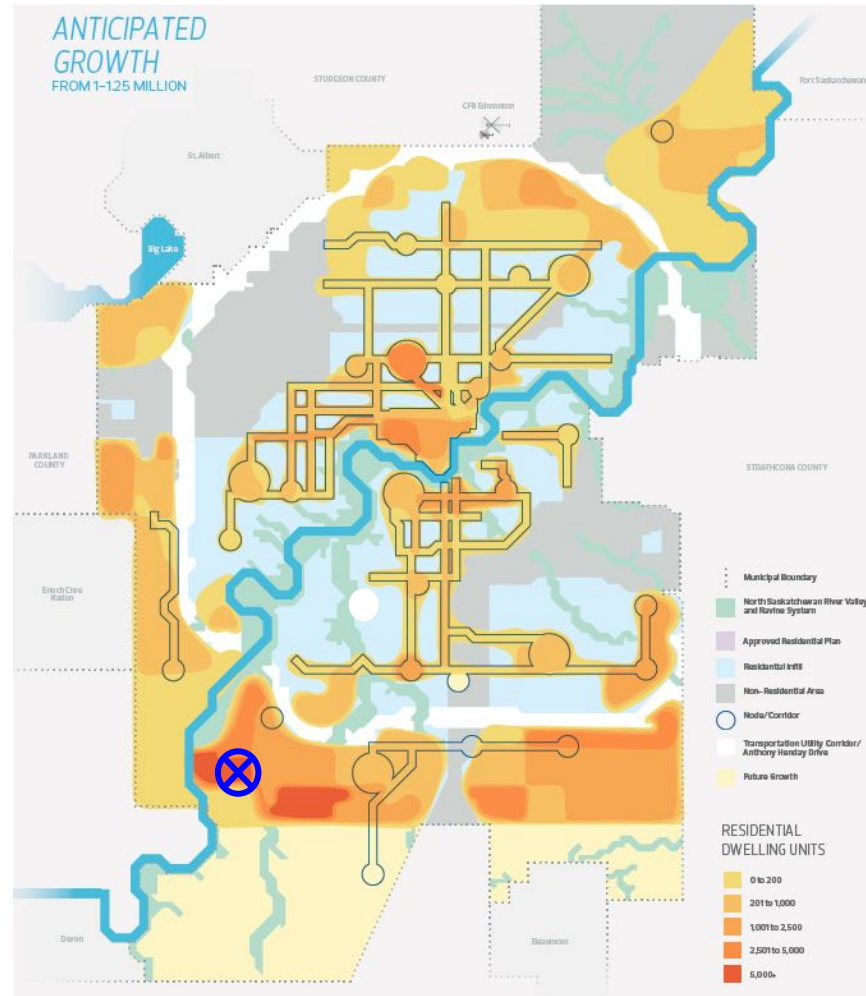 ANTICIPATED
GROWTH
FROM 1-1.25 MILLION
STURGEON COUNTY
Fort Saskatchewan
CFB Edmonton
St. Albert
Big Lake
PARKLAND
COUNTY
STRATHCONA COUNTY
Enoch Cree
Nation
Municipal Boundary
North Saskatchewan River Valley
and Ravine System
Approved Residential Plan
Residential Infill
Non- Residential Area
Node/Corridor
Transportation Utility Corridor/
Anthony Henday Drive
Future Growth
RESIDENTIAL
DWELLING UNITS
0 to 200
201 to 1,000
1,001 to 2,500
2,501 to 5,000
5,000+
Devon
Beaumont